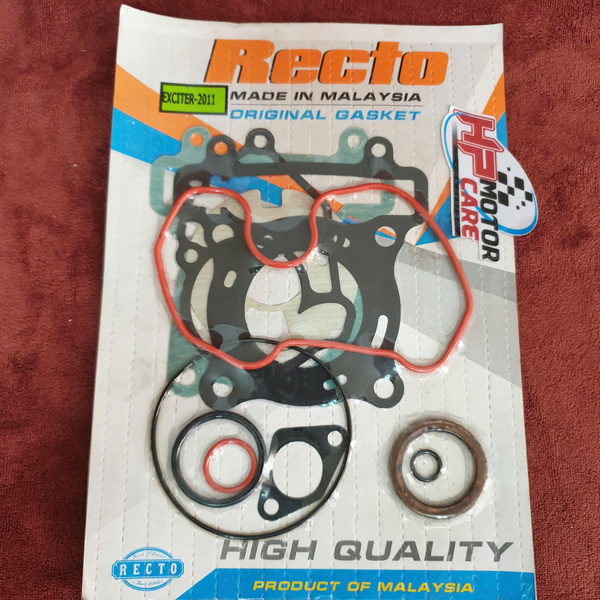 Recto
EXCITER-2011
MADE IN MALAYSIA
ORIGINAL GASKET
HP MOTOR
CARE
RECTO
HIGH QUALITY
PRODUCT OF MALAYSIA